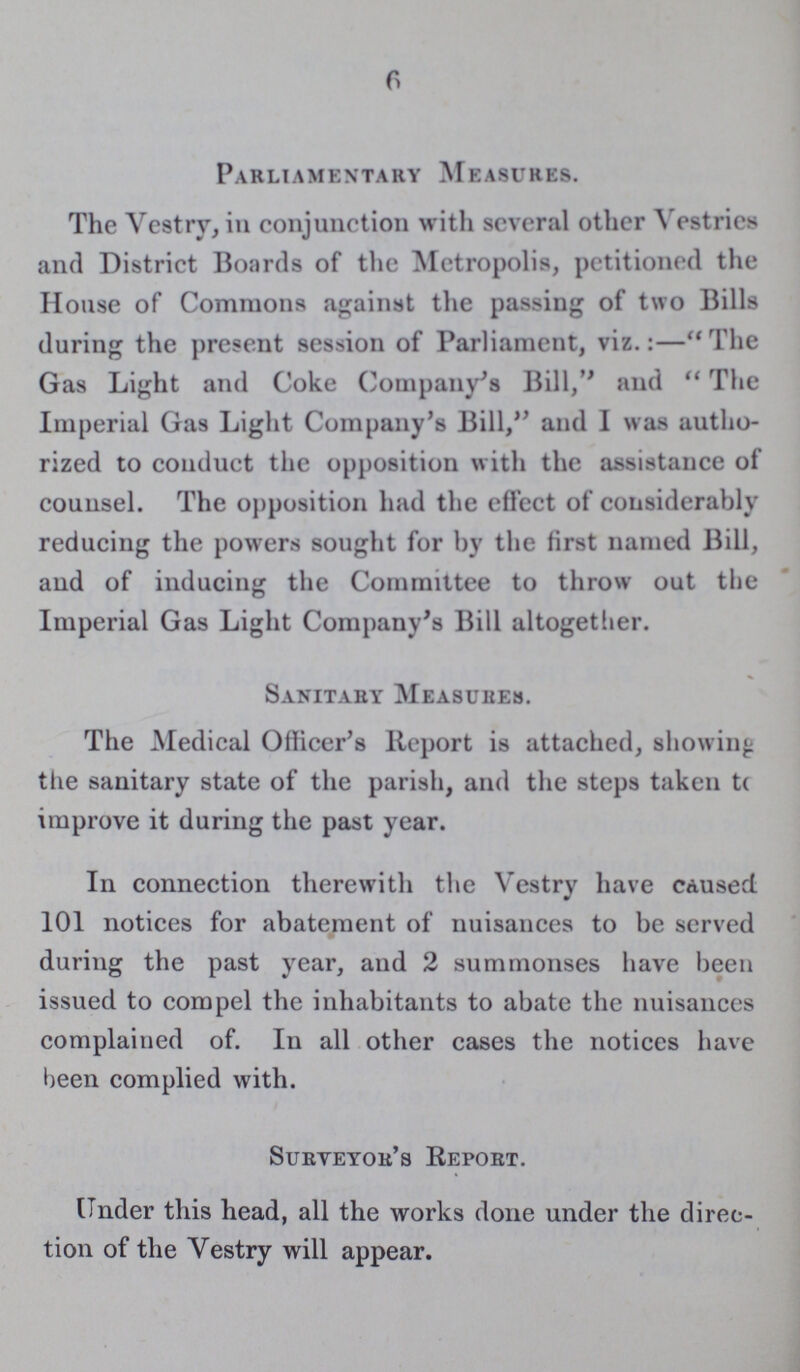 6
Parliamentary Measures.
The Vestry, in conjunction with several other Vestries
and District Boards of the Metropolis, petitioned the
House of Commons against the passing of two Bills
during the present session of Parliament, viz.:—"The
Gas Light and Coke Company's Bill," and "The
Imperial Gas Light Company's Bill," and I was autho-
rized to conduct the opposition with the assistance of
counsel. The opposition had the effect of considerably
reducing the powers sought for by the first named Bill,
and of inducing the Committee to throw out the
Imperial Gas Light Company's Bill altogether.
Sanitary Measures.
The Medical Officer's Report is attached, showing
the sanitary state of the parish, and the steps taken to
improve it during the past year.
In connection therewith the Vestry have caused
101 notices for abatement of nuisances to be served
during the past year, and 2 summonses have been
issued to compel the inhabitants to abate the nuisances
complained of. In all other cases the notices have
been complied with.
Surveyor's Report.
Under this head, all the works done under the direc-
tion of the Vestry will appear.